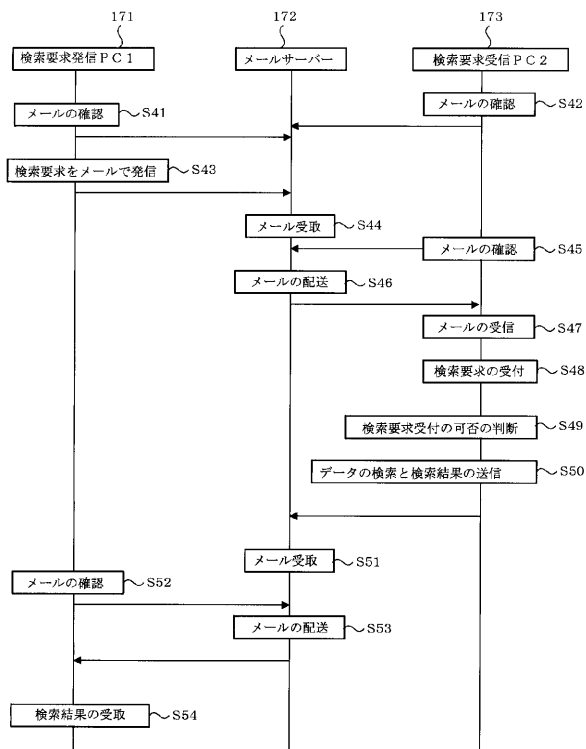 171
172
173
検索要求発信PC1
メールサーバー
検索要求受信PC2
メールの確認
S41
メールの確認
S42
検索要求をメールで発信
S43
メール受取
S44
メールの確認
S45
メールの配送
S46
メールの受信
S47
検索要求の受付
S48
検索要求受付の可否の判断
S49
データの検索と検索結果の送信
S50
メール受取
S51
メールの確認
S52
メールの配送
S53
検索結果の受取
S54